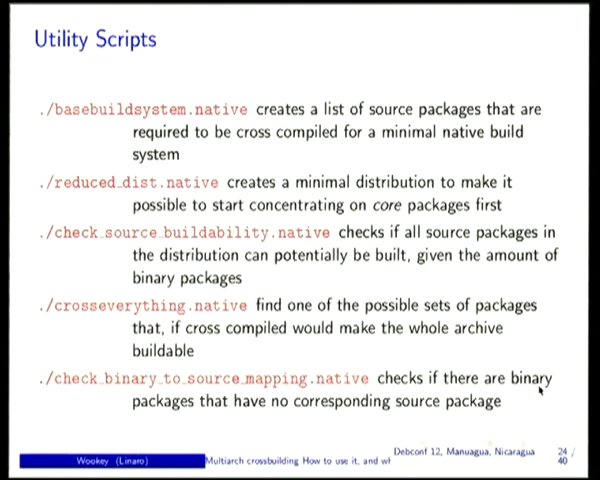 Utility Scripts
./basebuildsystem.native creates a list of source packages that are
required to be cross compiled for a minimal native build
system
./reduced_dist.native creates a minimal distribution to make it
possible to start concentrating on core packages first
./check_source_buildability.native checks if all source packages in
the distribution can potentially be built, given the amount of
binary packages
./crosseverything.native find one of the possible sets of packages
that, if cross compiled would make the whole archive
buildable
./check_binary_to_source_mapping.native checks if there are binary
packages that have no corresponding source package
Wookey (Linaro)
Multiarch crossbuilding How to use it, and wh
Debconf 12, Manuagua, Nicaragua
24 /
40